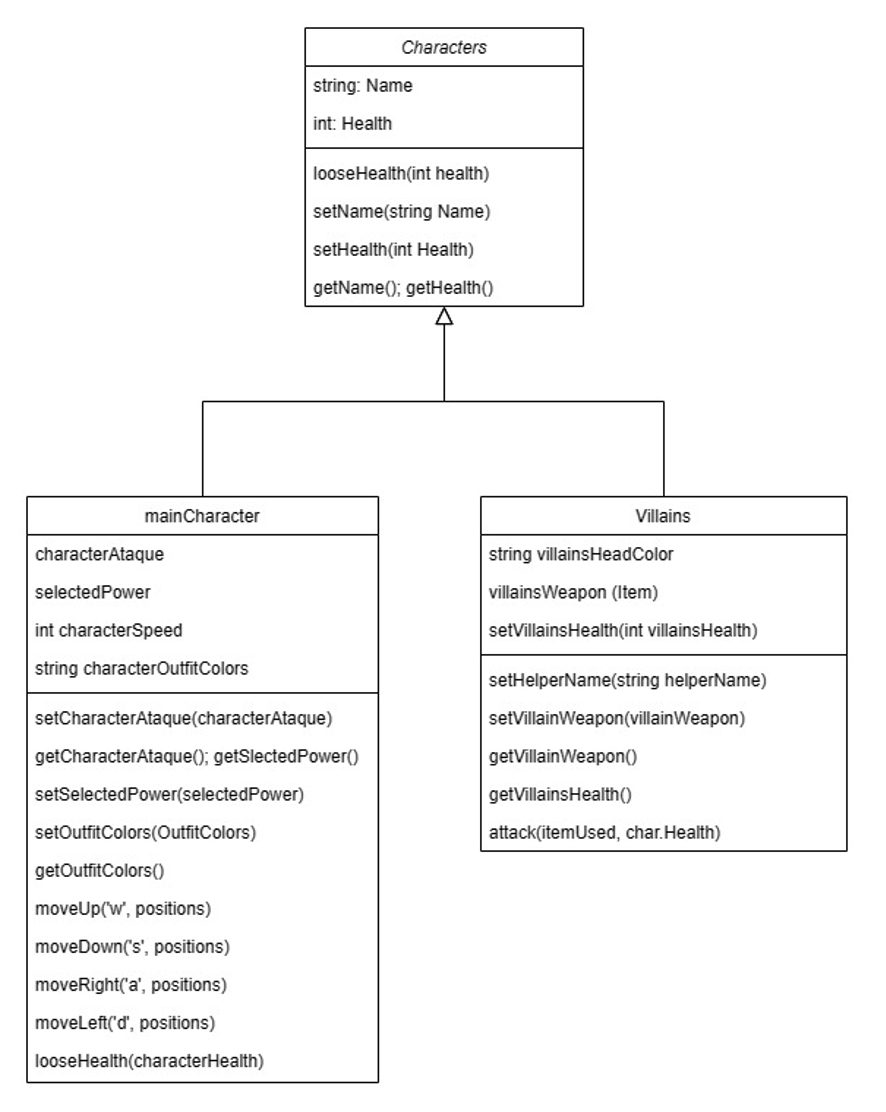 Characters
string: Name
int: Health
looseHealth(int health)
setName(string Name)
setHealth(int Health)
getName(); getHealth()
mainCharacter
characterAtaque
selectedPower
int characterSpeed
string characterOutfitColors
setCharacterAtaque(characterAtaque)
getCharacterAtaque(); getSlectedPower()
setSelectedPower(selectedPower)
setOutfitColors(OutfitColors)
getOutfitColors()
moveUp('w', positions)
moveDown('s', positions)
moveRight('a', positions)
moveLeft('d', positions)
looseHealth(characterHealth)
Villains
string villainsHeadColor
villainsWeapon (Item)
setVillainsHealth(int villainsHealth)
setHelperName(string helperName)
setVillainWeapon(villainWeapon)
getVillainWeapon()
getVillainsHealth()
attack(itemUsed, char.Health)